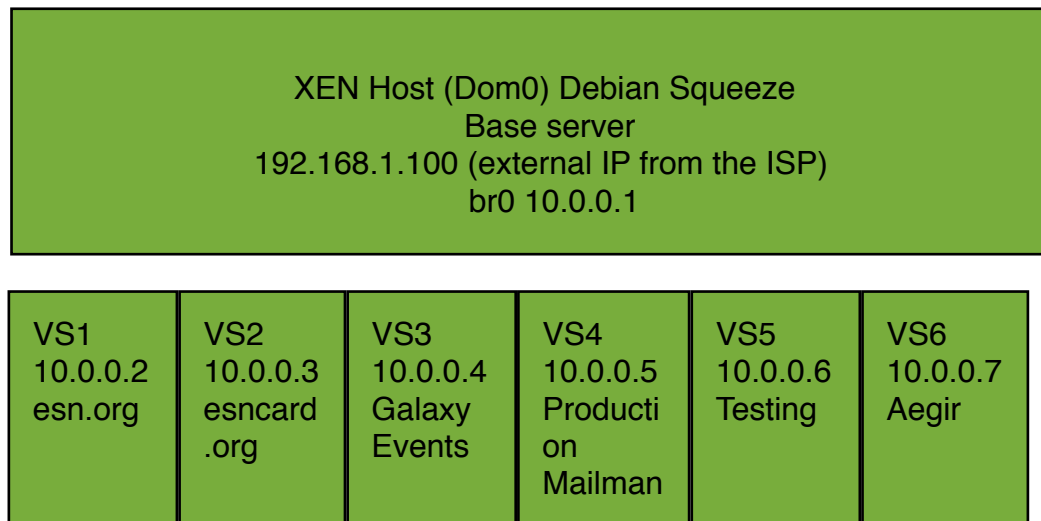 XEN Host (Dom0) Debian Squeeze
Base server
192.168.1.100 (external IP from the ISP)
br0 10.0.0.1
VS1
10.0.0.2
esn.org
VS2
10.0.0.3
esncard
.org
VS3
10.0.0.4
Galaxy
Events
VS4
10.0.0.5
Producti
on
Mailman
VS5
10.0.0.6
Testing
VS6
10.0.0.7
Aegir